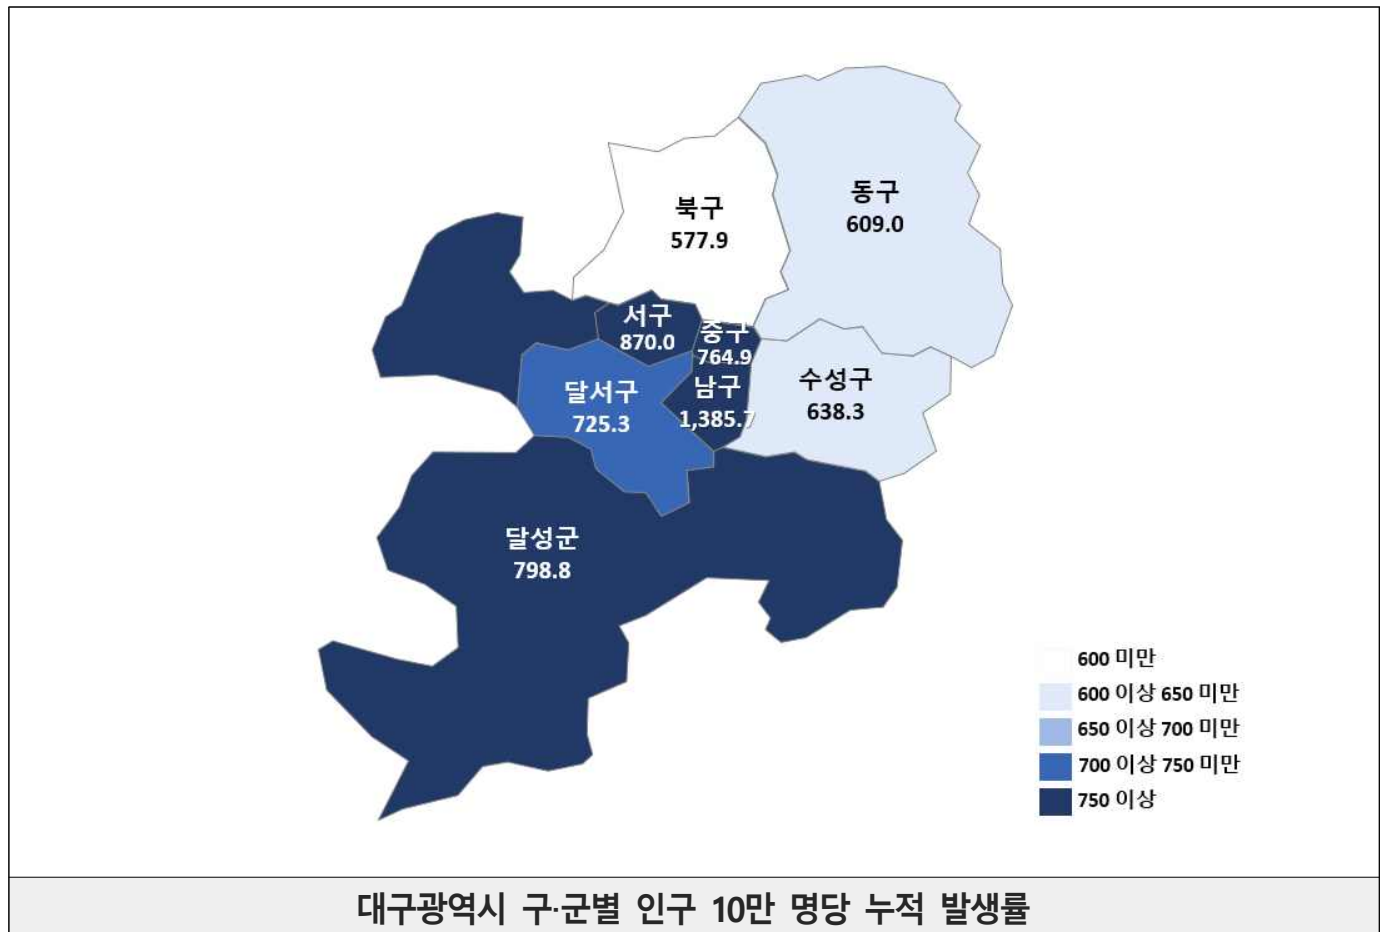 동구
609.0
북구
577.9
서구
870.0
중구
764.9
수성구
638.3
달서구
725.3
남구
1,385.7
달성군
798.8
600 미만
600 이상 650 미만
650 이상 700 미만
700 이상 750 미만
750 이상
대구광역시 구·군별 인구 10만 명당 누적 발생률